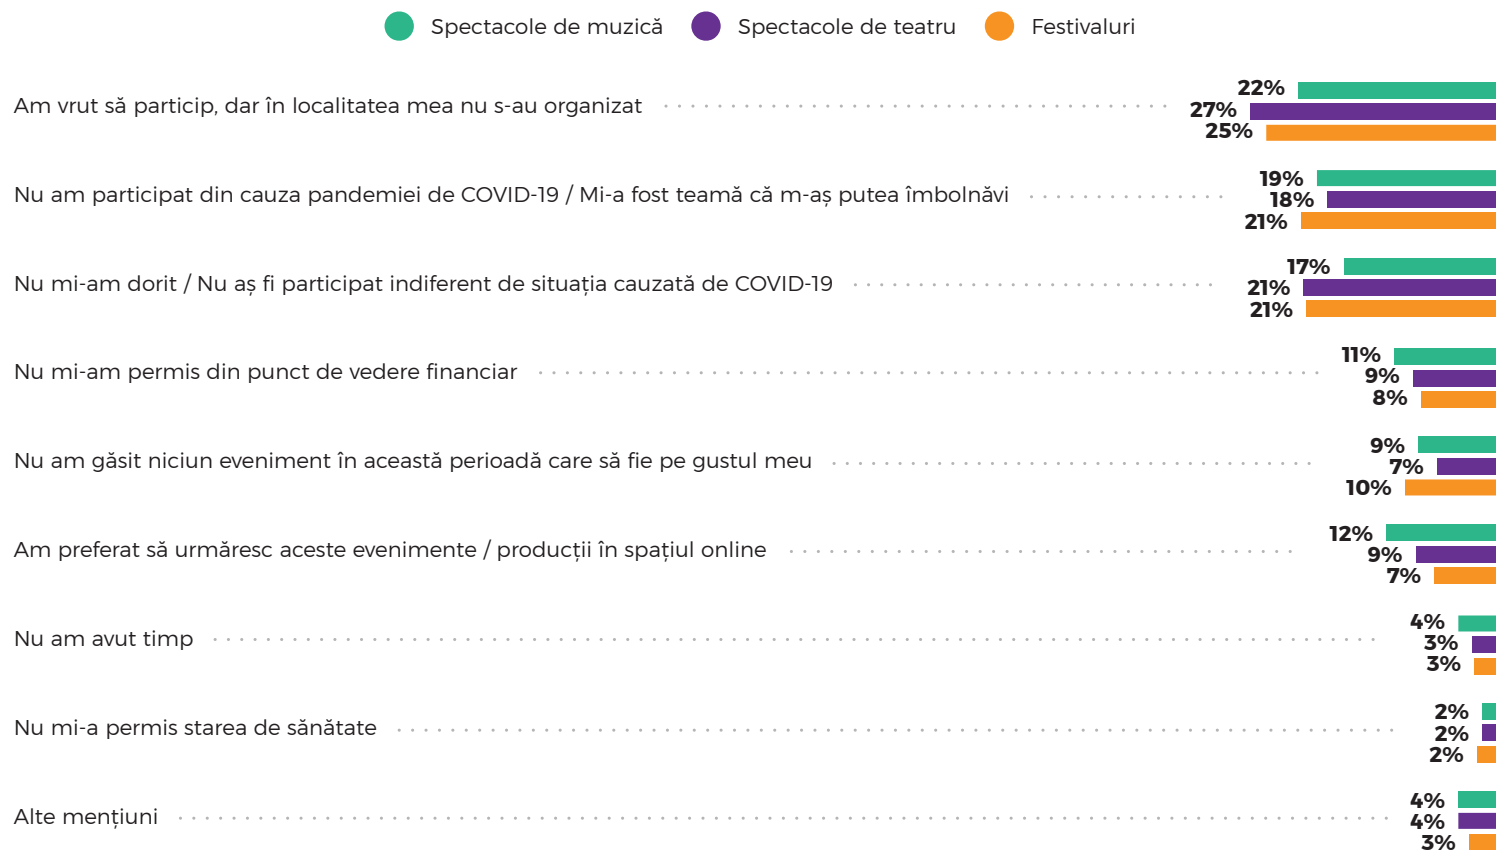 Spectacole de muzică Spectacole de teatru Festivaluri
Am vrut să particip, dar în localitatea mea nu s-au organizat
22%
27%
25%
Nu am participat din cauza pandemiei de COVID-19 / Mi-a fost teamă că m-aș putea îmbolnăvi
19%
18%
21%
Nu mi-am dorit / Nu aș fi participat indiferent de situația cauzată de COVID-19
17%
21%
21%
Nu mi-am permis din punct de vedere financiar
11%
9%
8%
Nu am găsit niciun eveniment în această perioadă care să fie pe gustul meu
9%
7%
10%
Am preferat să urmăresc aceste evenimente / producții în spațiul online
12%
9%
7%
Nu am avut timp
4%
3%
3%
Nu mi-a permis starea de sănătate
2%
2%
2%
Alte mențiuni
4%
4%
3%